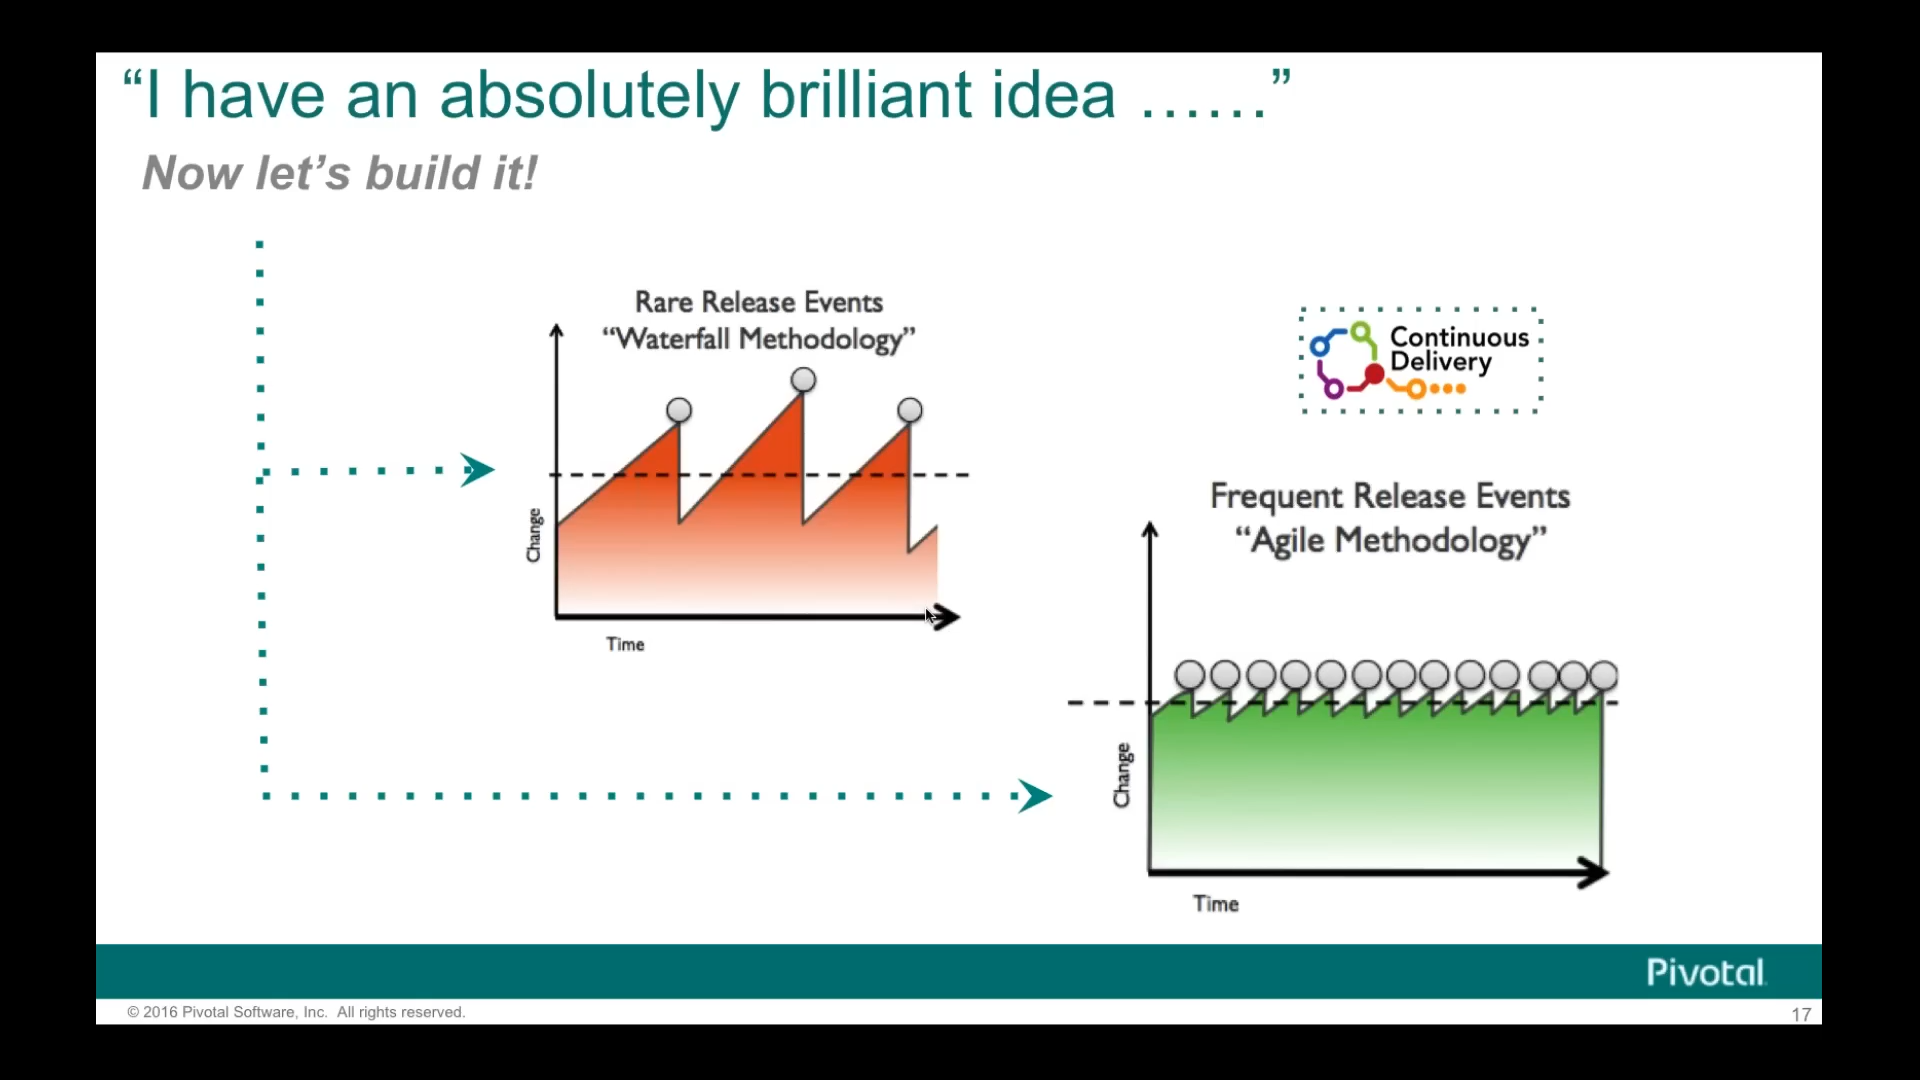 “I have an absolutely brilliant idea ......”
Now let’s build it!
Rare Release Events
“Waterfall Methodology”
Change
Time
Continuous
Delivery
Frequent Release Events
“Agile Methodology”
Change
Time
Pivotal
© 2016 Pivotal Software, Inc. All rights reserved.
17